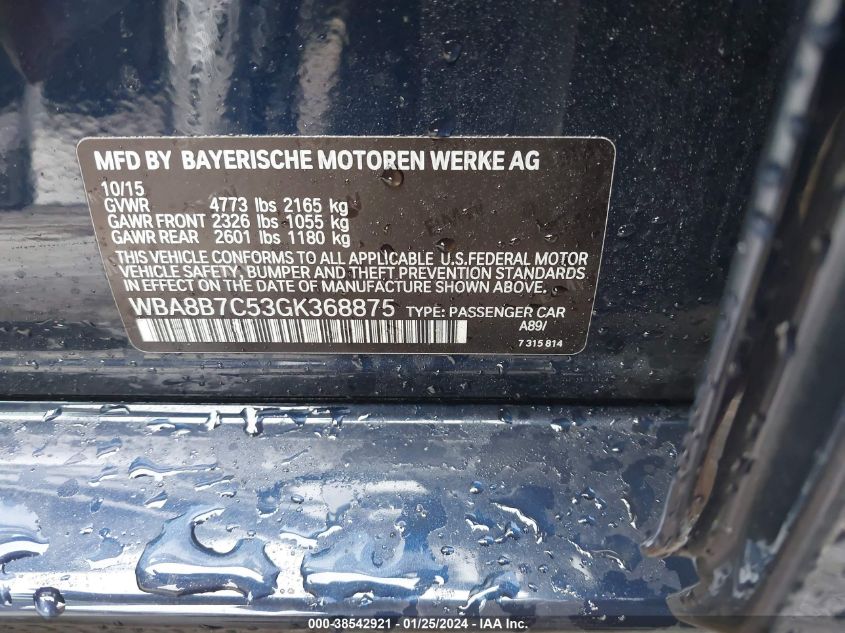 MFD BY BAYERISCHE MOTOREN WERKE AG
10/15
GVWR 4773 lbs 2165 kg
GAWR FRONT 2326 lbs 1055 kg
GAWR REAR 2601 lbs 1180 kg
THIS VEHICLE CONFORMS TO ALL APPLICABLE U.S.FEDERAL MOTOR
VEHICLE SAFETY, BUMPER AND THEFT PREVENTION STANDARDS
IN EFFECT ON THE DATE OF MANUFACTURE SHOWN ABOVE.
WBA8B7C53GK368875 TYPE: PASSENGER CAR
A89/
7 315 814
000-38542921 / 01/25/2024 - IAA Inc.